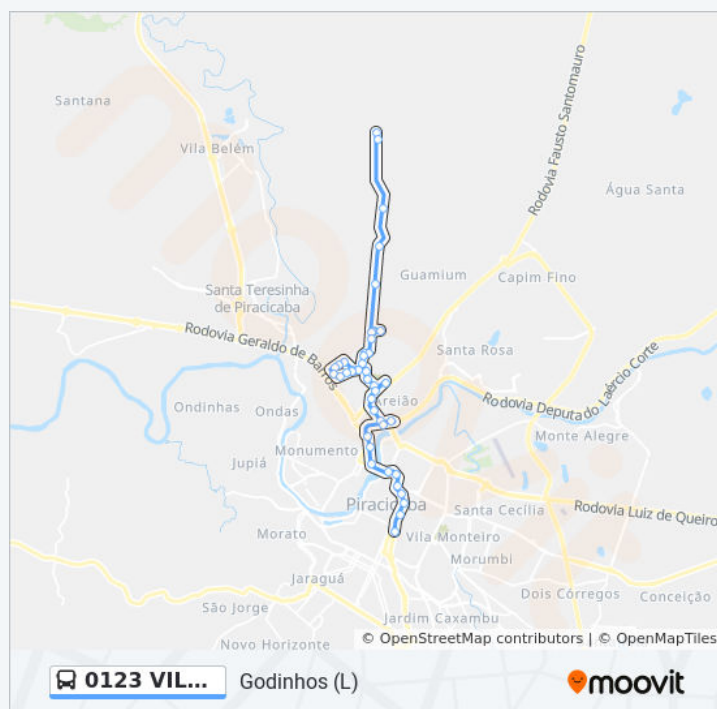 Santana
Vila Belém
Rodovia Fausto Santomauro
Água Santa
Guamium
Capim Fino
Santa Teresinha
de Piracicaba
Rodovia Geraldo de Barros
Santa Rosa
Rodovia Deputado Laércio Corte
Areião
Ondinhas
Ondas
Monumento
Monte Alegre
Jupiá
Piracicaba
Santa Cecília
Rodovia Luiz de Queiro
Morato
Vila Monteiro
Morumbi
Jaraguá
Dois Córregos
Conceição
São Jorge
Jardim Caxambu
Novo Horizonte
© OpenStreetMap contributors | © OpenMapTiles
0123 VIL...
Godinhos (L)
moovit